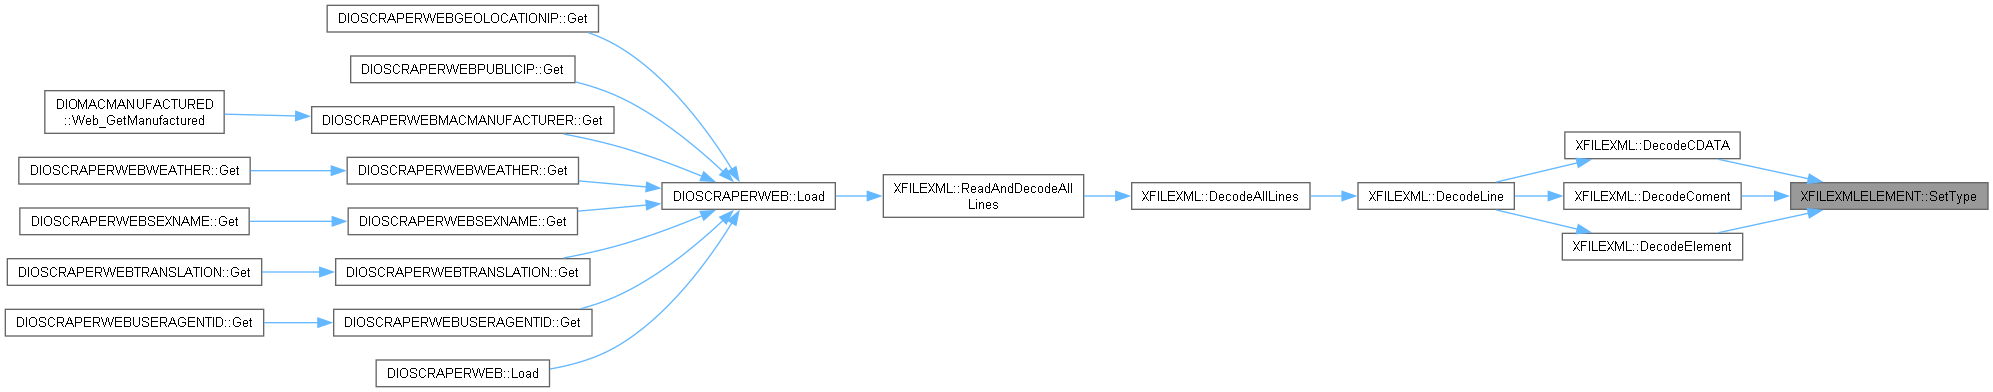 DIOSCRAPERWEBGEOLOCATIONIP::Get
DIOSCRAPERWEBPUBLICIP::Get
DIOMACMANUFACTURED
::Web_GetManufactured
DIOSCRAPERWEBMACMANUFACTURER::Get
DIOSCRAPERWEBWEATHER::Get
DIOSCRAPERWEBWEATHER::Get
DIOSCRAPERWEBSEXNAME::Get
DIOSCRAPERWEBSEXNAME::Get
DIOSCRAPERWEBTRANSLATION::Get
DIOSCRAPERWEBTRANSLATION::Get
DIOSCRAPERWEBUSERAGENTID::Get
DIOSCRAPERWEBUSERAGENTID::Get
DIOSCRAPERWEB::Load
DIOSCRAPERWEB::Load
XFILEXML::ReadAndDecodeAll
Lines
XFILEXML::DecodeAllLines
XFILEXML::DecodeLine
XFILEXML::DecodeCDATA
XFILEXML::DecodeComent
XFILEXML::DecodeElement
XFILEXMLELEMENT::SetType